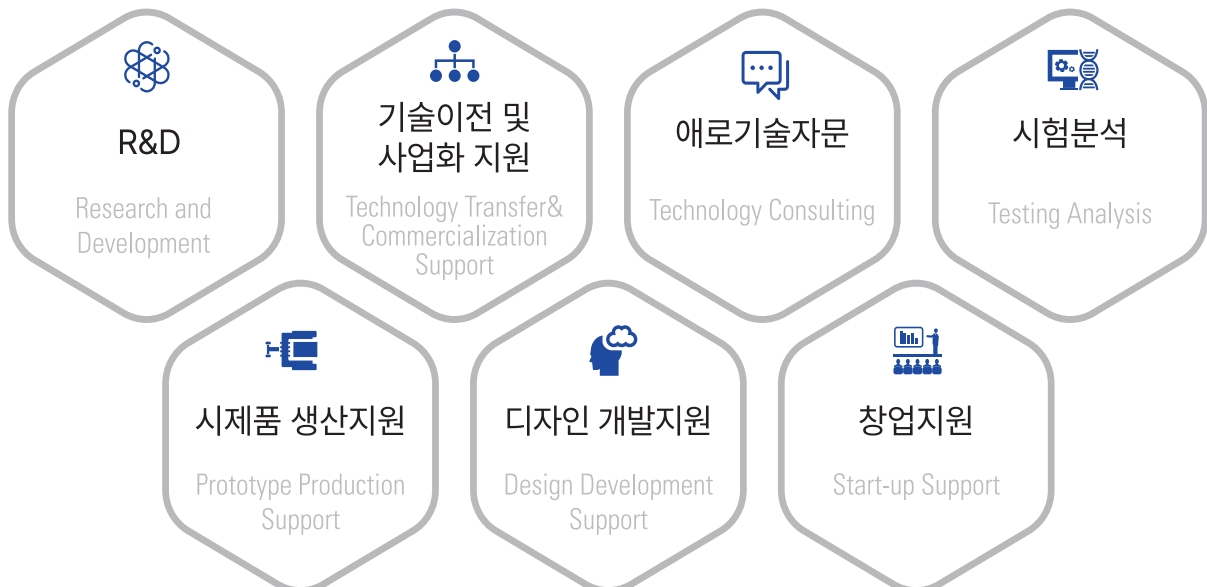 R&D
Research and
Development
기술이전 및
사업화 지원
Technology Transfer&
Commercialization
Support
애로기술자문
Technology Consulting
시험분석
Testing Analysis
시제품 생산지원
Prototype Production
Support
디자인 개발지원
Design Development
Support
창업지원
Start-up Support